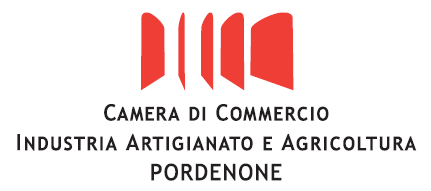 Camera di Commercio
Industria Artigianato e Agricoltura
PORDENONE